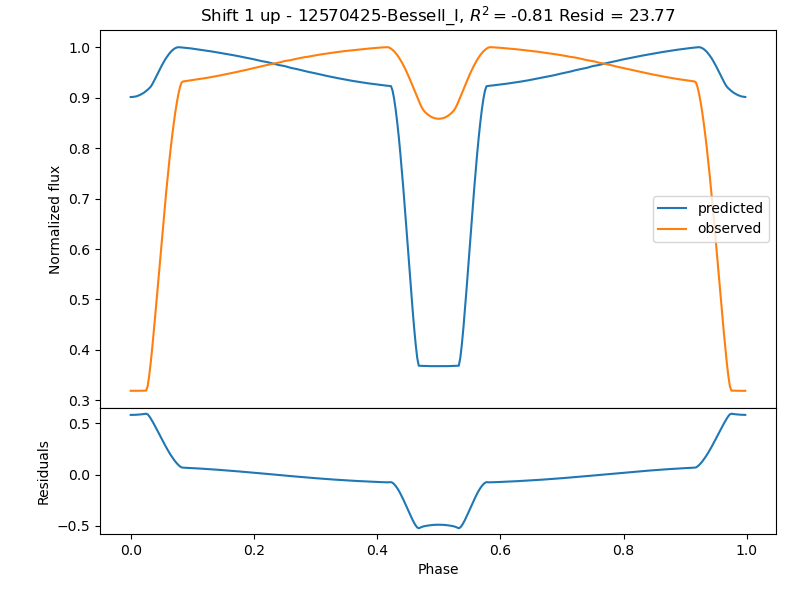 Shift 1 up - 12570425-Bessell_I, R² = -0.81 Resid = 23.77
1.0
0.9
0.8
0.7
0.6
0.5
0.4
0.3
Normalized flux
predicted
observed
0.5
0.0
−0.5
Residuals
0.0 0.2 0.4 0.6 0.8 1.0
Phase